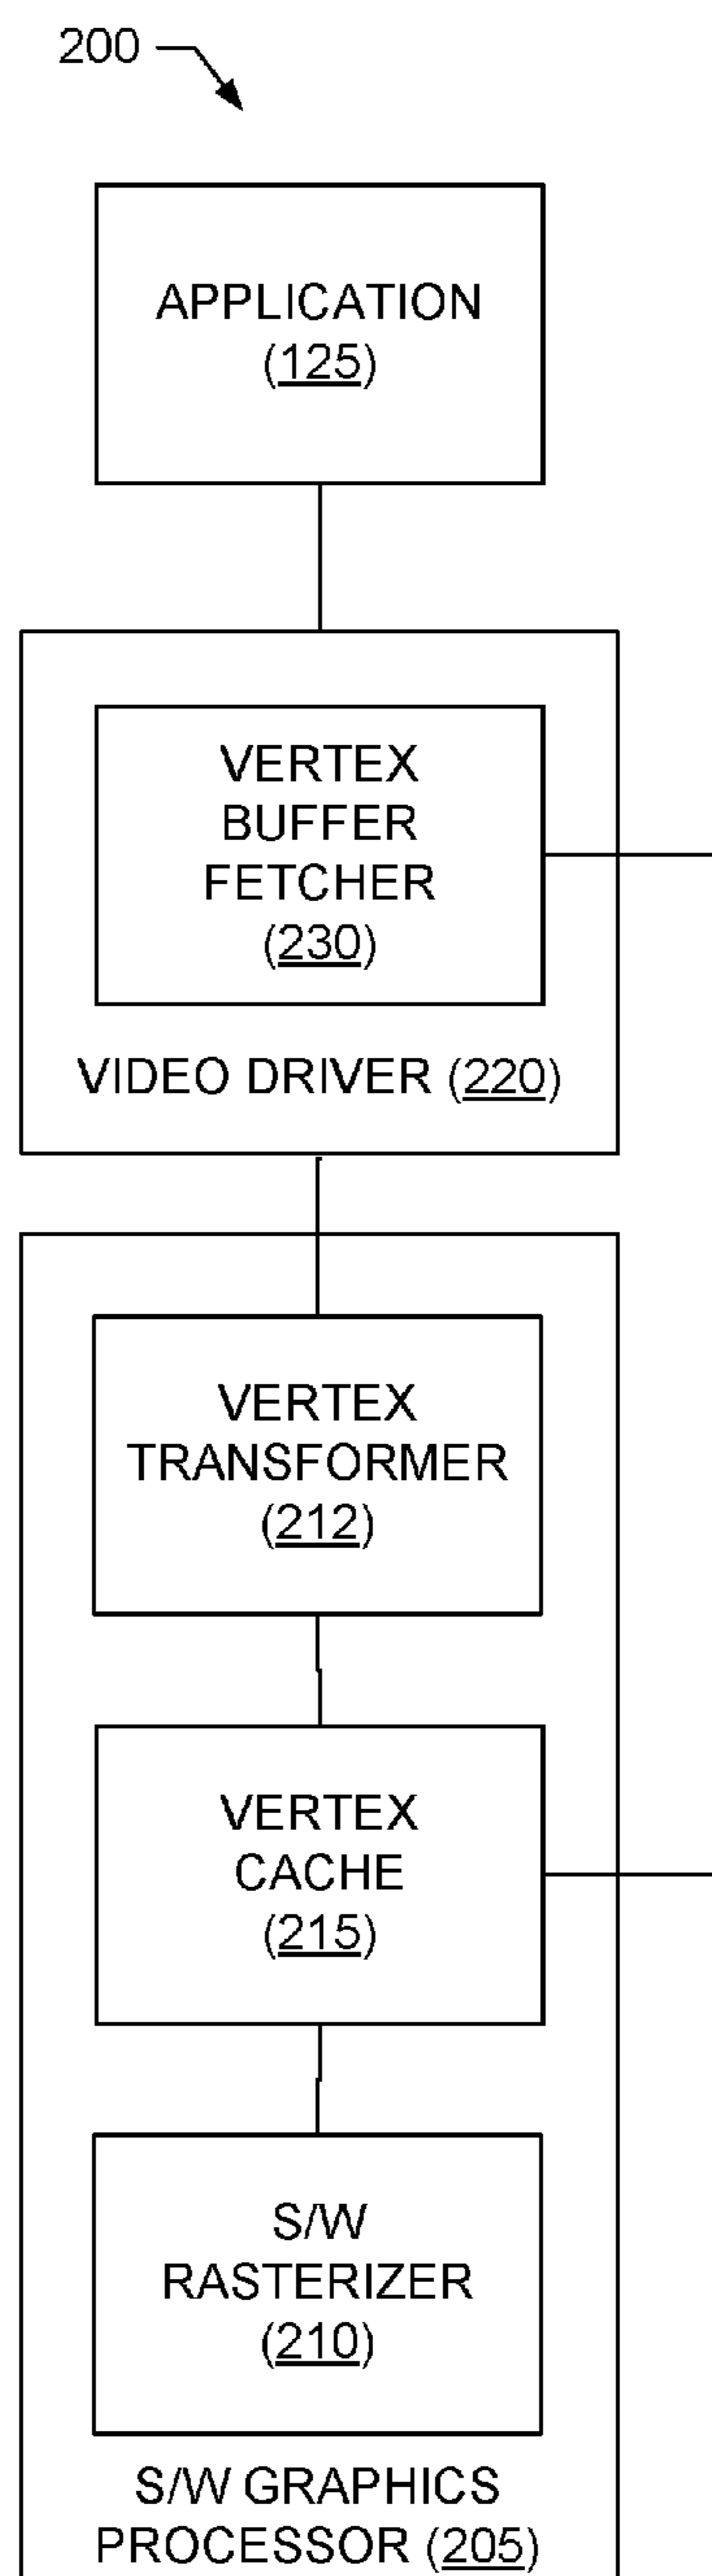 200
APPLICATION
(125)
VERTEX
BUFFER
FETCHER
(230)
VIDEO DRIVER (220)
VERTEX
TRANSFORMER
(212)
VERTEX
CACHE
(215)
S/W
RASTERIZER
(210)
S/W GRAPHICS
PROCESSOR (205)